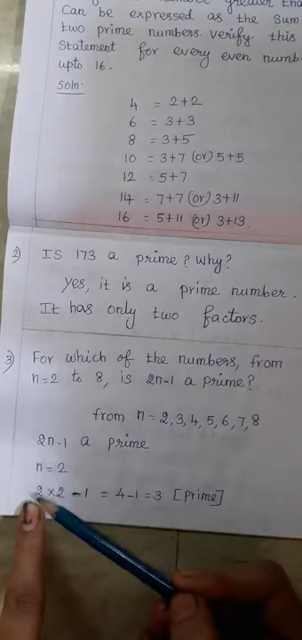 Can be expressed as the sum
two prime numbers. verify this
Statement for every even numb
upto 16.
Soln:
4 = 2+2
6 = 3+3
8 = 3+5
10 = 3+7 (or) 5+5
12 = 5+7
14 = 7+7 (or) 3+11
16 = 5+11 (or) 3+13.
2) IS 173 a prime? Why?
yes, it is a prime number.
It has only two factors.
3) For which of the numbers, from
n=2 to 8, is 2n-1 a prime?
from n=2,3,4,5,6,7,8
2n-1 a prime
n=2
2×2 -1 = 4-1=3 [Prime]